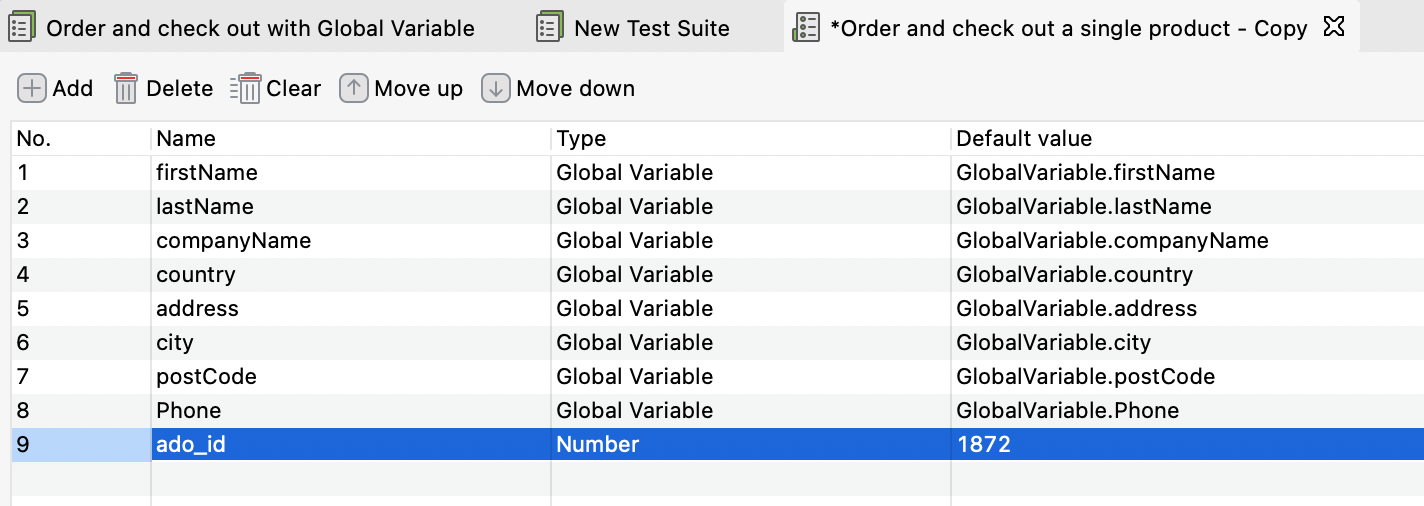 Order and check out with Global Variable New Test Suite *Order and check out a single product - Copy
Add Delete Clear Move up Move down
No. Name Type Default value
1 firstName Global Variable GlobalVariable.firstName
2 lastName Global Variable GlobalVariable.lastName
3 companyName Global Variable GlobalVariable.companyName
4 country Global Variable GlobalVariable.country
5 address Global Variable GlobalVariable.address
6 city Global Variable GlobalVariable.city
7 postCode Global Variable GlobalVariable.postCode
8 Phone Global Variable GlobalVariable.Phone
9 ado_id Number 1872